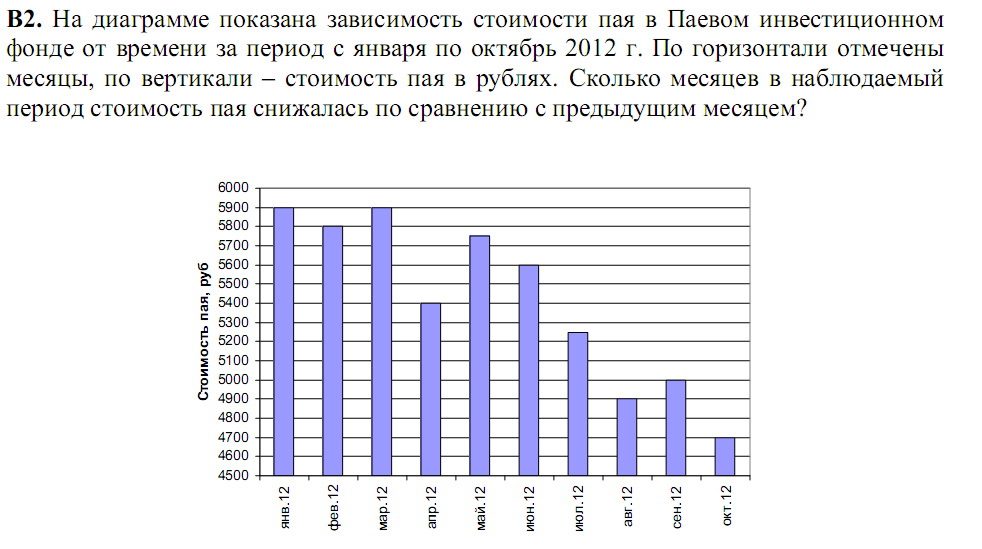 B2. На диаграмме показана зависимость стоимости пая в Паевом инвестиционном
фонде от времени за период с января по октябрь 2012 г. По горизонтали отмечены
месяцы, по вертикали – стоимость пая в рублях. Сколько месяцев в наблюдаемый
период стоимость пая снижалась по сравнению с предыдущим месяцем?
Стоимость пая, руб
6000
5900
5800
5700
5600
5500
5400
5300
5200
5100
5000
4900
4800
4700
4600
4500
янв.12
фев.12
мар.12
апр.12
май.12
июн.12
июл.12
авг.12
сен.12
окт.12